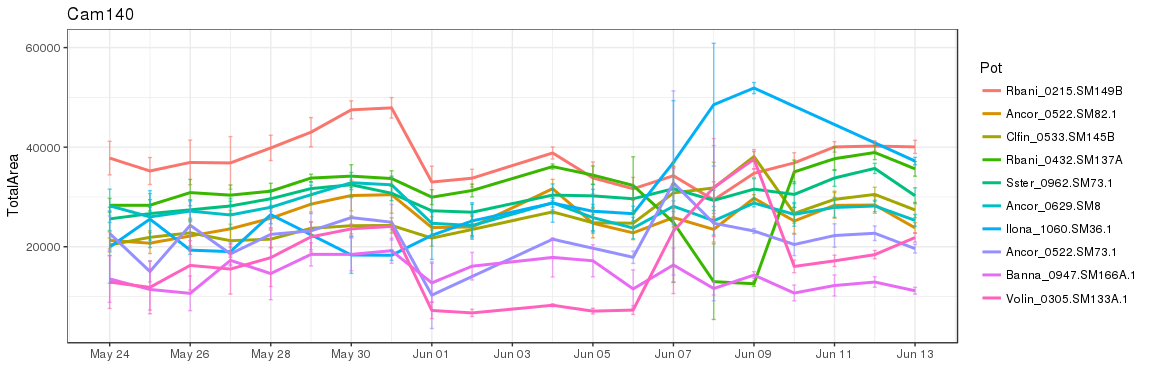 Cam140
TotalArea
60000
40000
20000
May 24
May 26
May 28
May 30
Jun 01
Jun 03
Jun 05
Jun 07
Jun 09
Jun 11
Jun 13
Pot
Rbani_0215.SM149B
Ancor_0522.SM82.1
Clfin_0533.SM145B
Rbani_0432.SM137A
Sster_0962.SM73.1
Ancor_0629.SM8
Ilona_1060.SM36.1
Ancor_0522.SM73.1
Banna_0947.SM166A.1
Volin_0305.SM133A.1